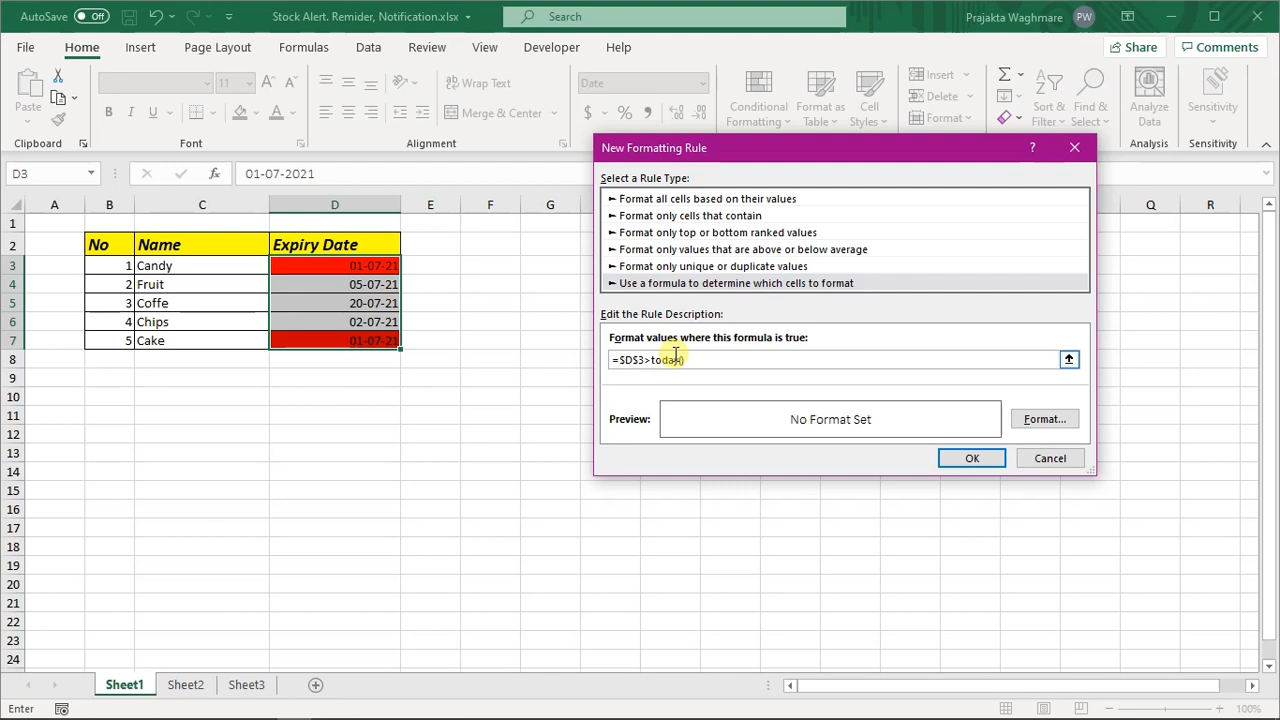 AutoSave Off Stock Alert. Remider, Notification.xlsx Search Prajakta Waghmare PW
File Home Insert Page Layout Formulas Data Review View Developer Help Share Comments
Paste 11 Wrap Text Date Conditional Formatting Format as Table Cell Styles Insert Sort & Filter Find & Select Analyze Data Sensitivity
B I U A Merge & Center $ % Delete
Format
Clipboard Font Alignment Analysis Sensitivity
D3 fx 01-07-2021
A B C D E F G Q R
1
2 No Name Expiry Date
3 1 Candy 01-07-21
4 2 Fruit 05-07-21
5 3 Coffe 20-07-21
6 4 Chips 02-07-21
7 5 Cake 01-07-21
8
9
10
11
12
13
14
15
16
17
18
19
20
21
22
23
24
New Formatting Rule ?
Select a Rule Type:
► Format all cells based on their values
► Format only cells that contain
► Format only top or bottom ranked values
► Format only values that are above or below average
► Format only unique or duplicate values
► Use a formula to determine which cells to format
Edit the Rule Description:
Format values where this formula is true:
=$D$3>today()
Preview: No Format Set Format...
OK Cancel
Sheet1 Sheet2 Sheet3
Enter 100%